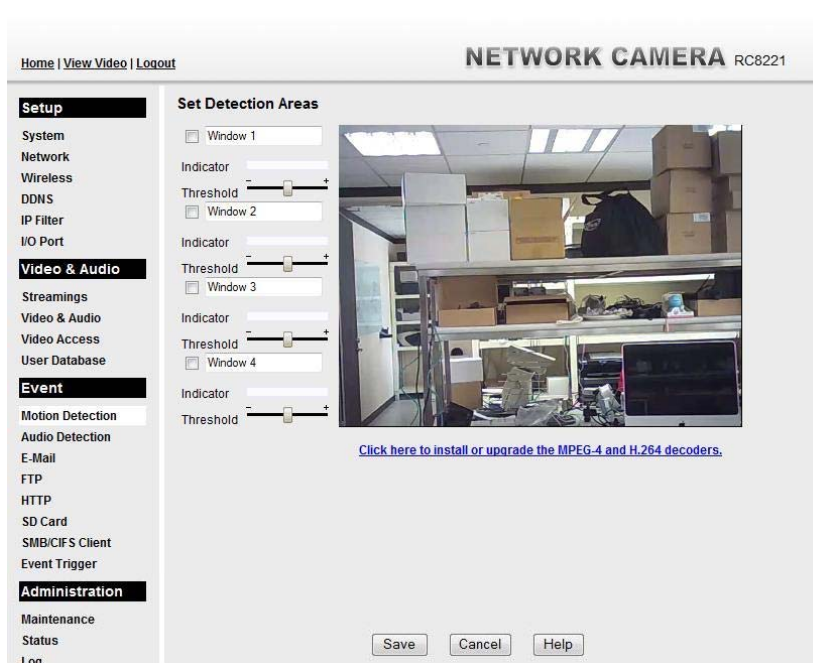 Home | View Video | Logout
NETWORK CAMERA RC8221
Setup
System
Network
Wireless
DDNS
IP Filter
I/O Port
Video & Audio
Streamings
Video & Audio
Video Access
User Database
Event
Motion Detection
Audio Detection
E-Mail
FTP
HTTP
SD Card
SMB/CIFS Client
Event Trigger
Administration
Maintenance
Status
Log
Set Detection Areas
Window 1
Indicator
Threshold - +
Window 2
Indicator
Threshold - +
Window 3
Indicator
Threshold - +
Window 4
Indicator
Threshold - +
Click here to install or upgrade the MPEG-4 and H.264 decoders.
Save Cancel Help